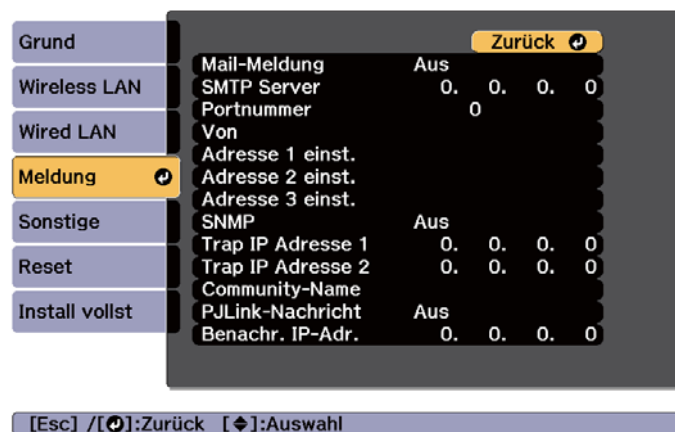 Grund
Wireless LAN
Wired LAN
Meldung
Sonstige
Reset
Install vollst
Zurück
Mail-Meldung Aus
SMTP Server 0. 0. 0. 0
Portnummer 0
Von
Adresse 1 einst.
Adresse 2 einst.
Adresse 3 einst.
SNMP Aus
Trap IP Adresse 1 0. 0. 0. 0
Trap IP Adresse 2 0. 0. 0. 0
Community-Name
PJLink-Nachricht Aus
Benachr. IP-Adr. 0. 0. 0. 0
[Esc] /[⏎]:Zurück [◆]:Auswahl